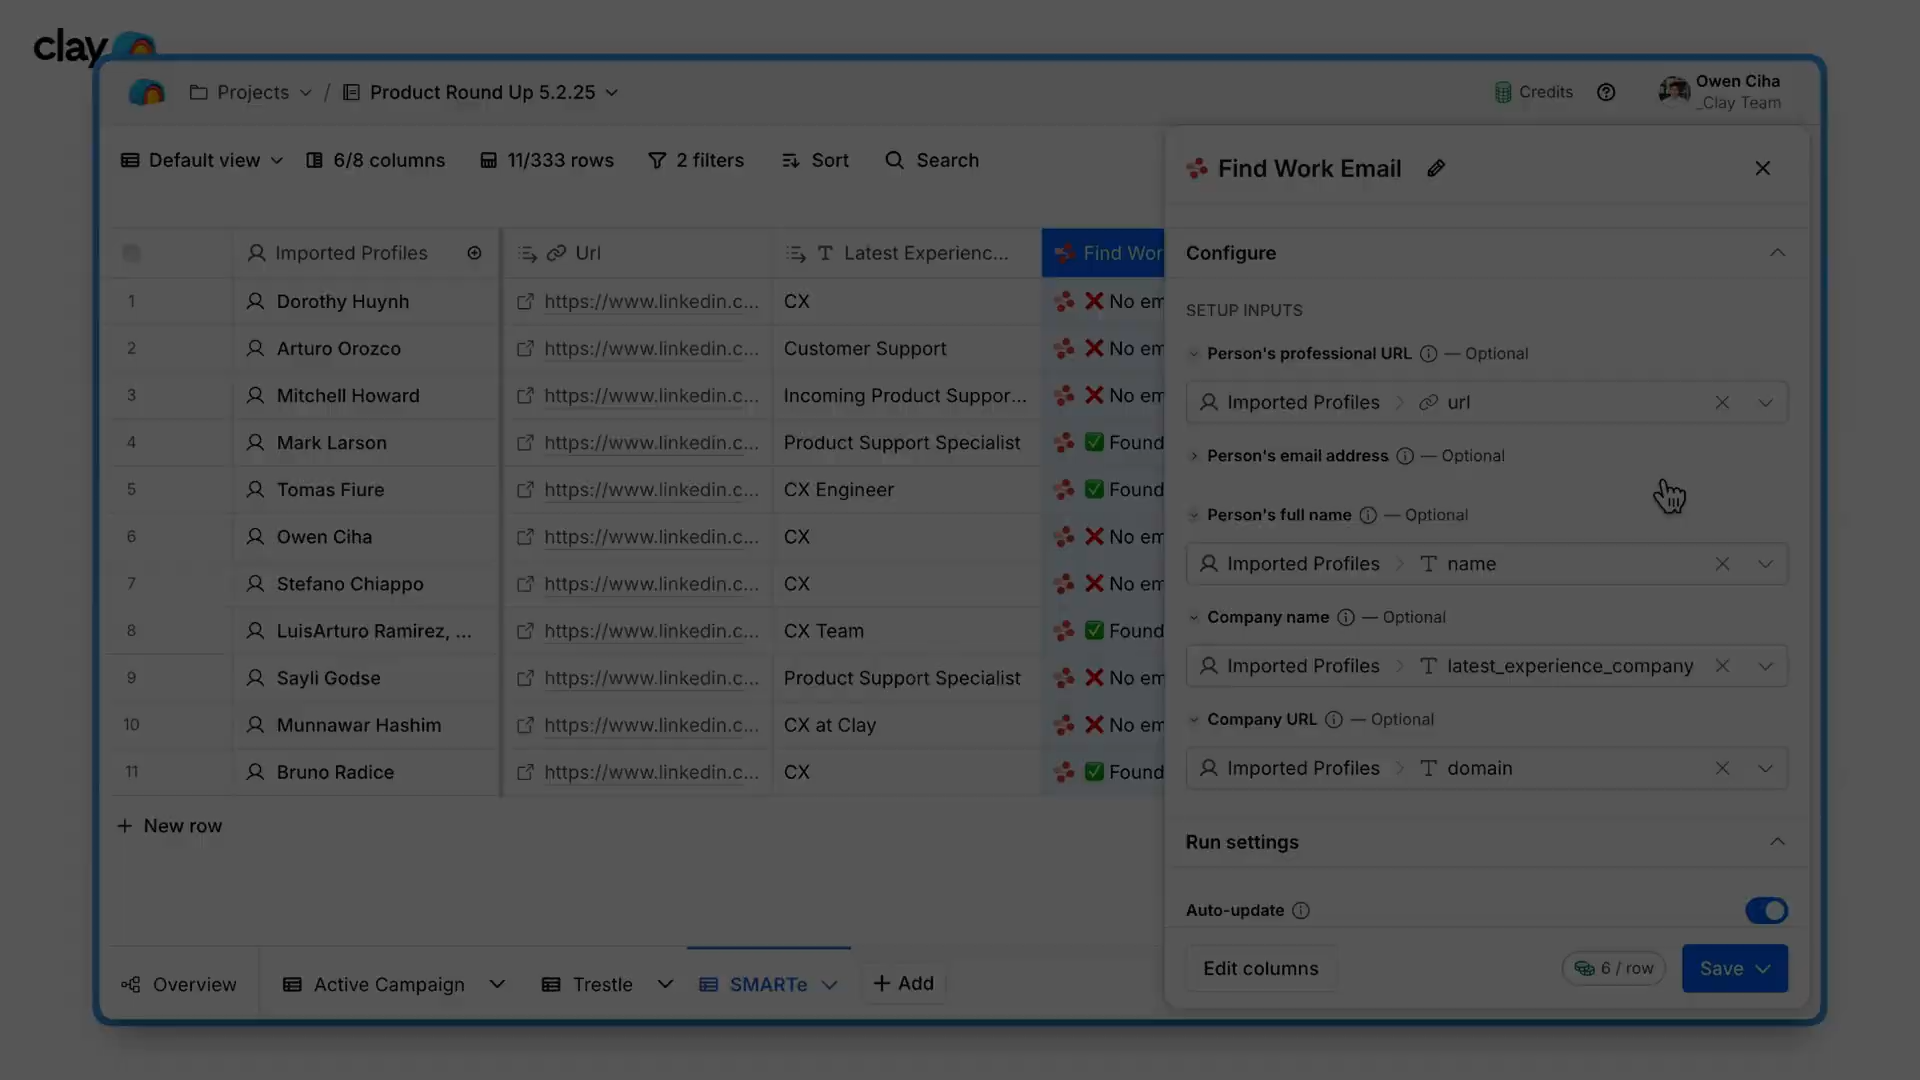 clay
Projects / Product Round Up 5.2.25
Credits
Owen Ciha
_Clay Team
Default view 6/8 columns 11/333 rows 2 filters Sort Search
Imported Profiles Url Latest Experienc... Find Wor
1 Dorothy Huynh https://www.linkedin.c... CX ❌ No em
2 Arturo Orozco https://www.linkedin.c... Customer Support ❌ No em
3 Mitchell Howard https://www.linkedin.c... Incoming Product Suppor... ❌ No em
4 Mark Larson https://www.linkedin.c... Product Support Specialist ✅ Found
5 Tomas Fiure https://www.linkedin.c... CX Engineer ✅ Found
6 Owen Ciha https://www.linkedin.c... CX ❌ No em
7 Stefano Chiappo https://www.linkedin.c... CX ❌ No em
8 LuisArturo Ramirez, ... https://www.linkedin.c... CX Team ✅ Found
9 Sayli Godse https://www.linkedin.c... Product Support Specialist ❌ No em
10 Munnawar Hashim https://www.linkedin.c... CX at Clay ❌ No em
11 Bruno Radice https://www.linkedin.c... CX ✅ Found
+ New row
Overview Active Campaign Trestle SMARTe + Add
Find Work Email
Configure
SETUP INPUTS
Person's professional URL — Optional
Imported Profiles > url
Person's email address — Optional
Person's full name — Optional
Imported Profiles > name
Company name — Optional
Imported Profiles > latest_experience_company
Company URL — Optional
Imported Profiles > domain
Run settings
Auto-update
Edit columns 6 / row Save